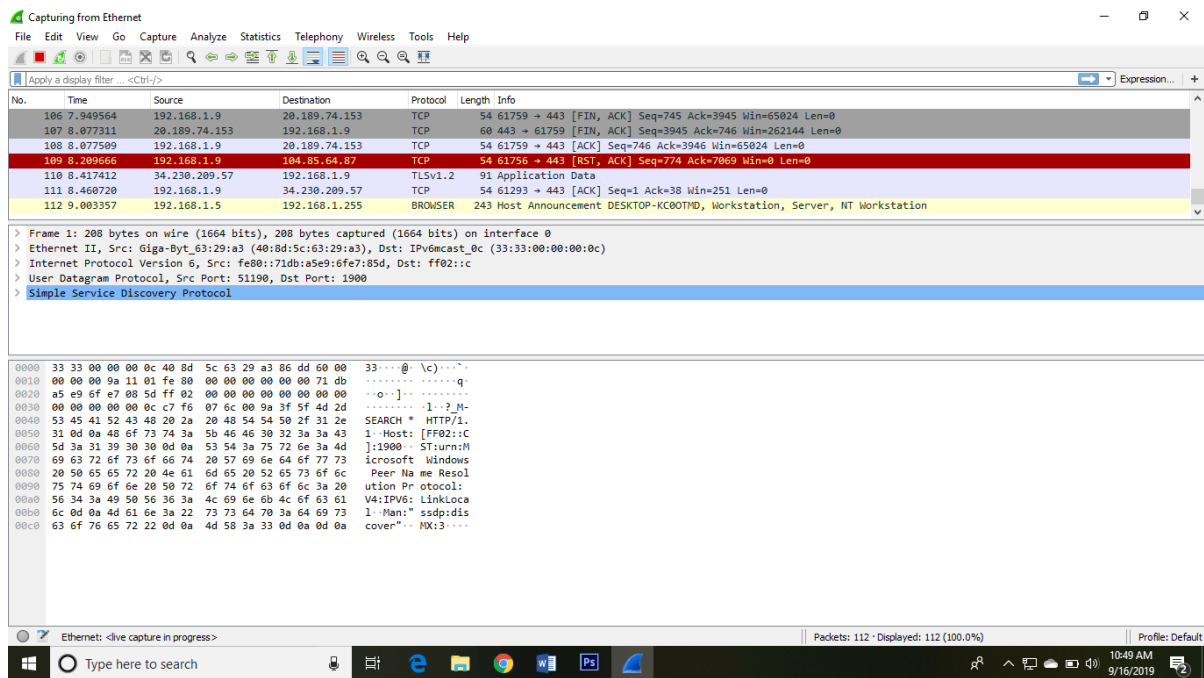 Capturing from Ethernet
File Edit View Go Capture Analyze Statistics Telephony Wireless Tools Help
Apply a display filter ... <Ctrl-/> Expression... +
No. Time Source Destination Protocol Length Info
106 7.949564 192.168.1.9 20.189.74.153 TCP 54 61759 → 443 [FIN, ACK] Seq=745 Ack=3945 Win=65024 Len=0
107 8.077311 20.189.74.153 192.168.1.9 TCP 60 443 → 61759 [FIN, ACK] Seq=3945 Ack=746 Win=262144 Len=0
108 8.077509 192.168.1.9 20.189.74.153 TCP 54 61759 → 443 [ACK] Seq=746 Ack=3946 Win=65024 Len=0
109 8.209666 192.168.1.9 104.85.64.87 TCP 54 61756 → 443 [RST, ACK] Seq=774 Ack=7069 Win=0 Len=0
110 8.417412 34.230.209.57 192.168.1.9 TLSv1.2 91 Application Data
111 8.460720 192.168.1.9 34.230.209.57 TCP 54 61293 → 443 [ACK] Seq=1 Ack=38 Win=251 Len=0
112 9.003357 192.168.1.5 192.168.1.255 BROWSER 243 Host Announcement DESKTOP-KC0OTMD, Workstation, Server, NT Workstation
> Frame 1: 208 bytes on wire (1664 bits), 208 bytes captured (1664 bits) on interface 0
> Ethernet II, Src: Giga-Byt_63:29:a3 (40:8d:5c:63:29:a3), Dst: IPv6mcast_0c (33:33:00:00:00:0c)
> Internet Protocol Version 6, Src: fe80::71db:a5e9:6fe7:85d, Dst: ff02::c
> User Datagram Protocol, Src Port: 51190, Dst Port: 1900
> Simple Service Discovery Protocol
0000 33 33 00 00 00 0c 40 8d 5c 63 29 a3 86 dd 60 00 33····@· \c)···`·
0010 00 00 00 9a 11 01 fe 80 00 00 00 00 00 00 71 db ········ ······q·
0020 a5 e9 6f e7 08 5d ff 02 00 00 00 00 00 00 00 00 ··o··]·· ········
0030 00 00 00 00 00 0c c7 f6 07 6c 00 9a 3f 5f 4d 2d ········ ·l··?_M-
0040 53 45 41 52 43 48 20 2a 20 48 54 54 50 2f 31 2e SEARCH * HTTP/1.
0050 31 0d 0a 48 6f 73 74 3a 5b 46 46 30 32 3a 3a 43 1··Host: [FF02::C
0060 5d 3a 31 39 30 30 0d 0a 53 54 3a 75 72 6e 3a 4d ]:1900·· ST:urn:M
0070 69 63 72 6f 73 6f 66 74 20 57 69 6e 64 6f 77 73 icrosoft Windows
0080 20 50 65 65 72 20 4e 61 6d 65 20 52 65 73 6f 6c Peer Na me Resol
0090 75 74 69 6f 6e 20 50 72 6f 74 6f 63 6f 6c 3a 20 ution Pr otocol:
00a0 56 34 3a 49 50 56 36 3a 4c 69 6e 6b 4c 6f 63 61 V4:IPV6: LinkLoca
00b0 6c 0d 0a 4d 61 6e 3a 22 73 73 64 70 3a 64 69 73 l··Man:" ssdp:dis
00c0 63 6f 76 65 72 22 0d 0a 4d 58 3a 33 0d 0a 0d 0a cover"·· MX:3····
Ethernet: <live capture in progress> Packets: 112 · Displayed: 112 (100.0%) Profile: Default
Type here to search
10:49 AM
9/16/2019
2